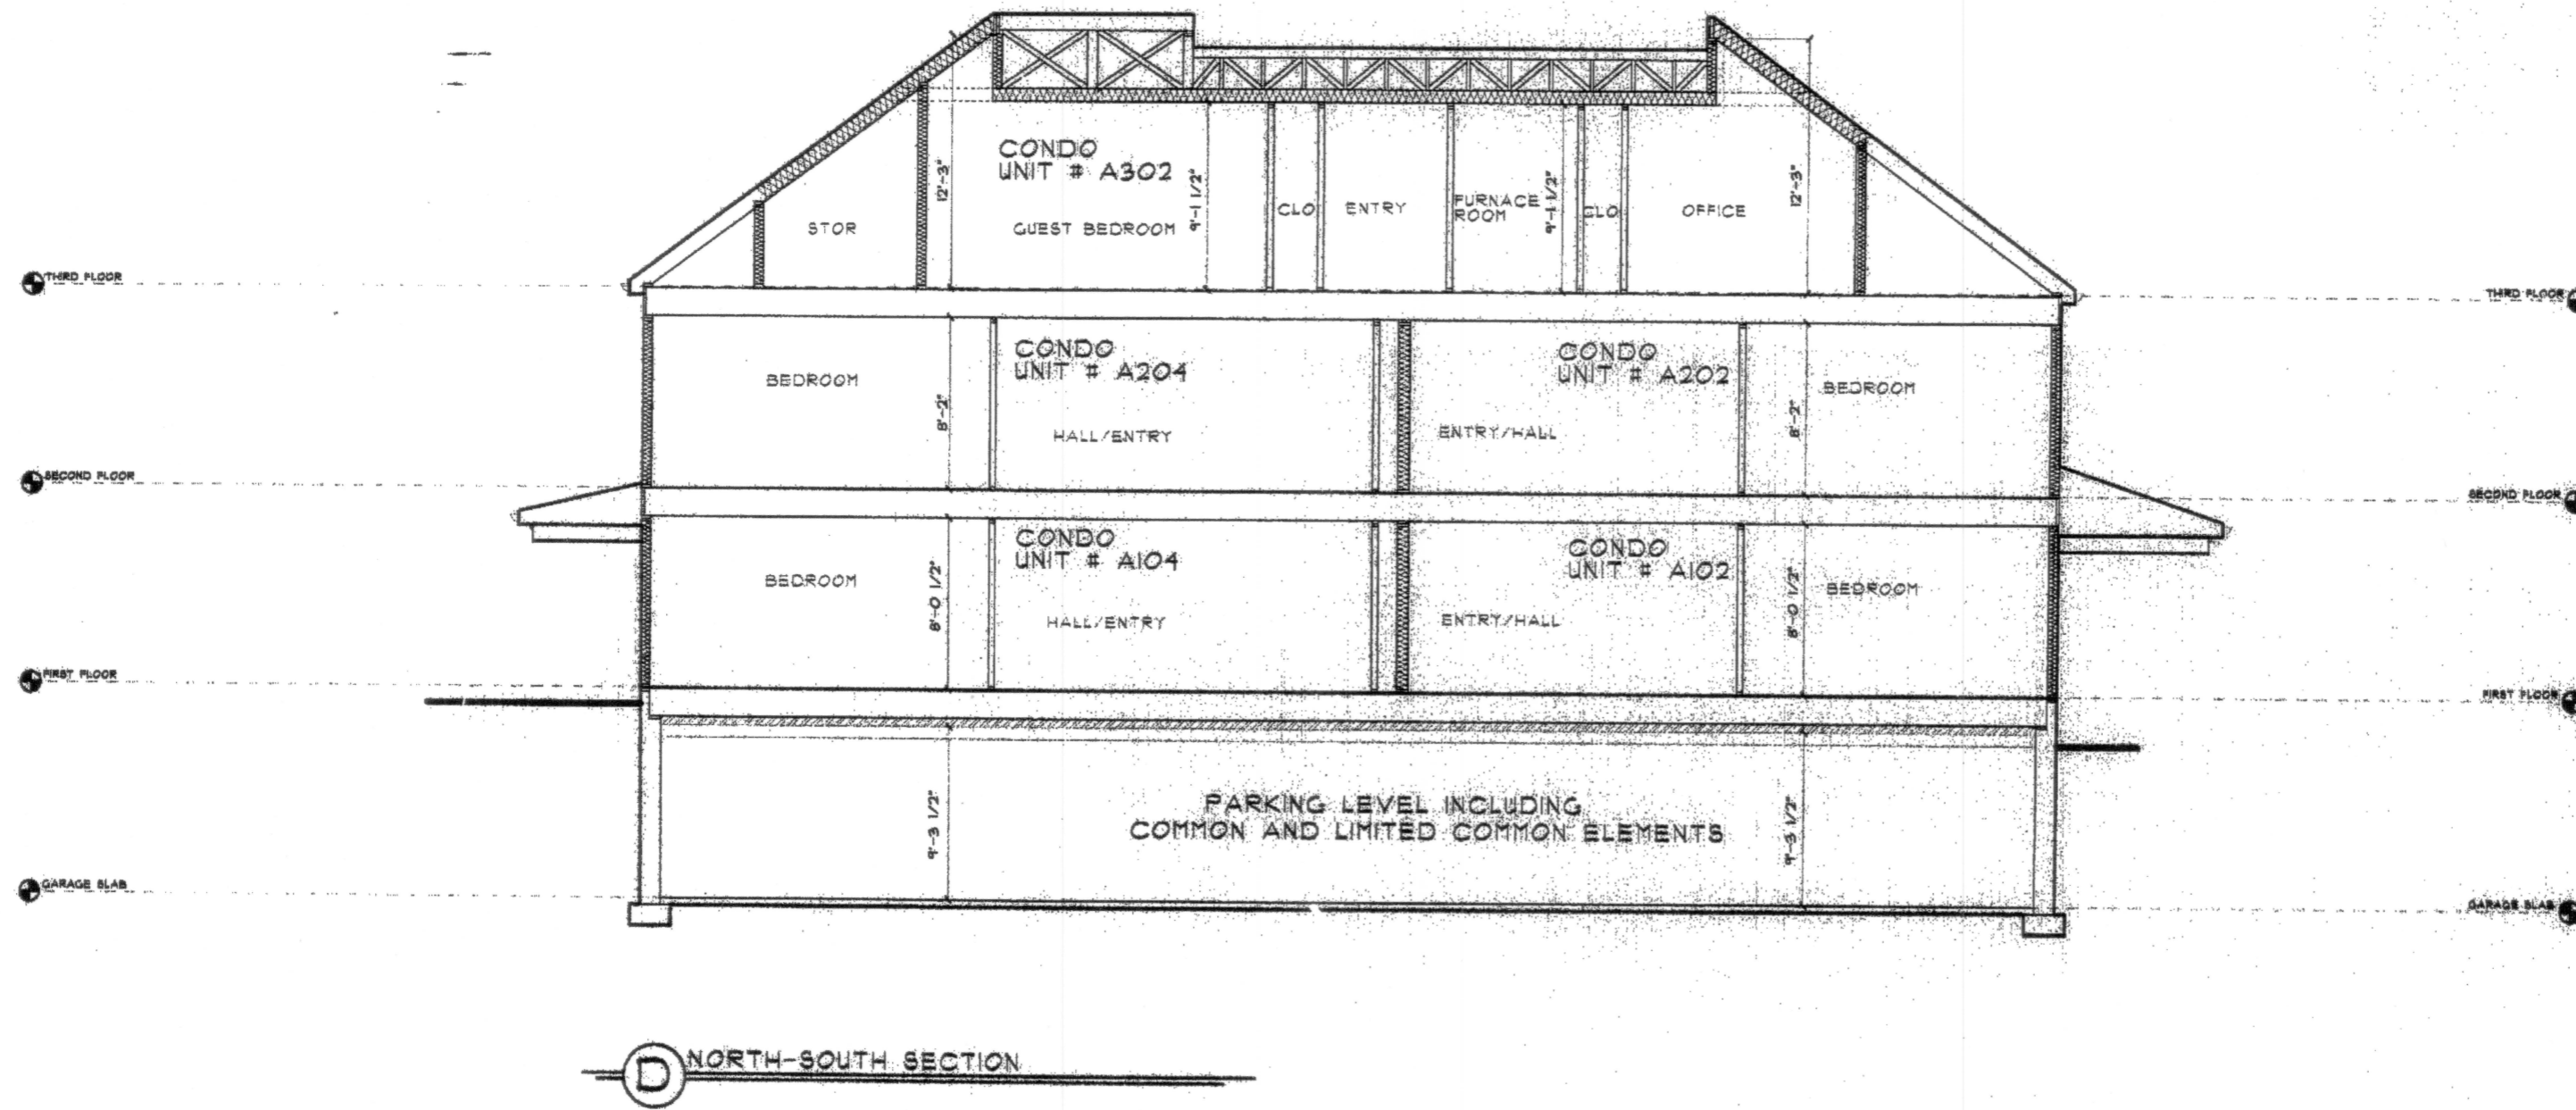 CONDO
UNIT # A302
12'-3"
9'-1 1/2"
CLO
ENTRY
FURNACE
ROOM
9'-1 1/2"
CLO
OFFICE
12'-3"
STOR
GUEST BEDROOM
THIRD FLOOR
THIRD FLOOR
CONDO
UNIT # A204
CONDO
UNIT # A202
BEDROOM
BEDROOM
8'-2"
8'-2"
HALL/ENTRY
ENTRY/HALL
SECOND FLOOR
SECOND FLOOR
CONDO
UNIT # A104
CONDO
UNIT # A102
BEDROOM
BEDROOM
8'-0 1/2"
8'-0 1/2"
HALL/ENTRY
ENTRY/HALL
FIRST FLOOR
FIRST FLOOR
9'-3 1/2"
PARKING LEVEL INCLUDING
COMMON AND LIMITED COMMON ELEMENTS
9'-3 1/2"
GARAGE SLAB
GARAGE SLAB
D NORTH-SOUTH SECTION